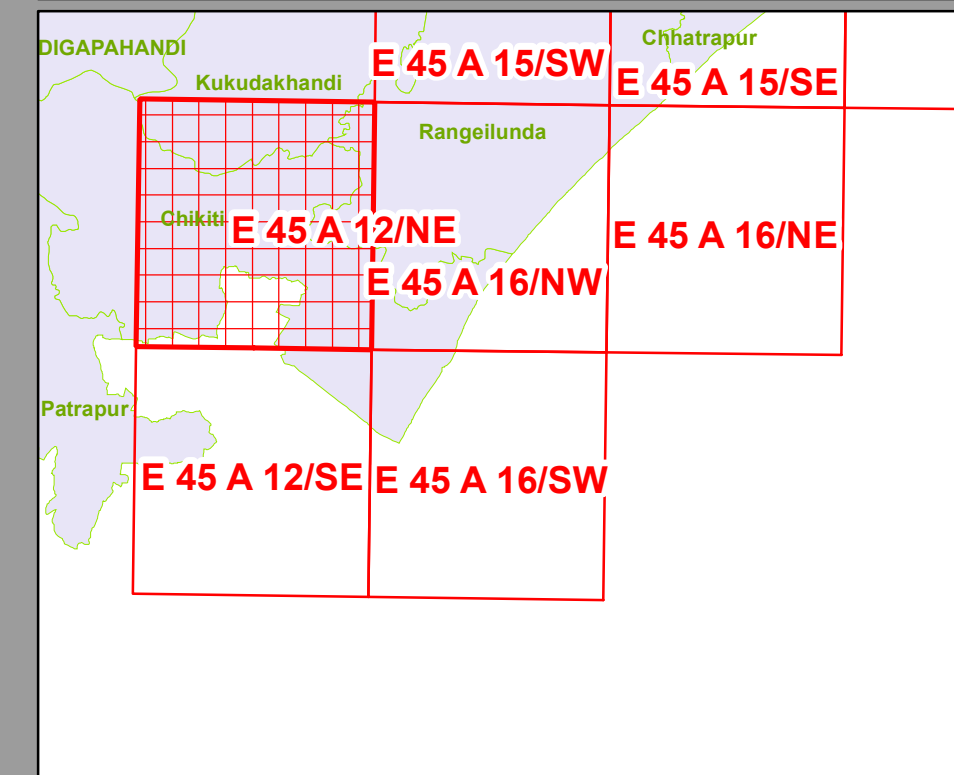 DIGAPAHANDI
Chhatrapur
E 45 A 15/SW
Kukudakhandi
E 45 A 15/SE
Rangeilunda
Chikiti
E 45 A 12/NE
E 45 A 16/NE
E 45 A 16/NW
Patrapur
E 45 A 12/SE
E 45 A 16/SW